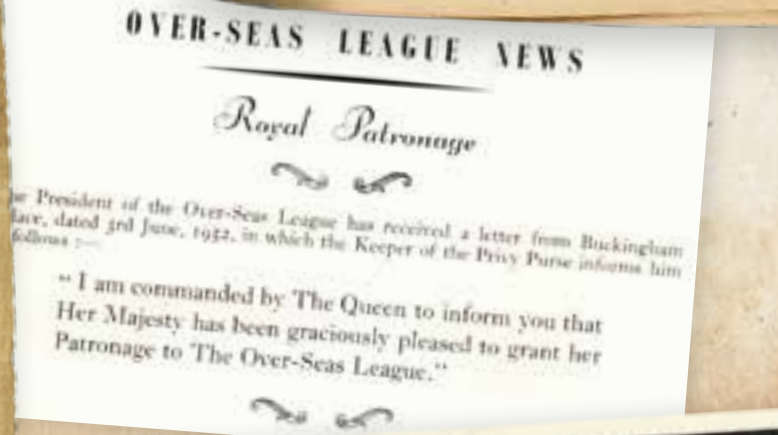 OVER-SEAS LEAGUE NEWS
Royal Patronage
President of the Over-Seas League has received a letter from Buckingham
dated 3rd June, 1952, in which the Keeper of the Privy Purse informs him
follows :—
“ I am commanded by The Queen to inform you that
Her Majesty has been graciously pleased to grant her
Patronage to The Over-Seas League.”